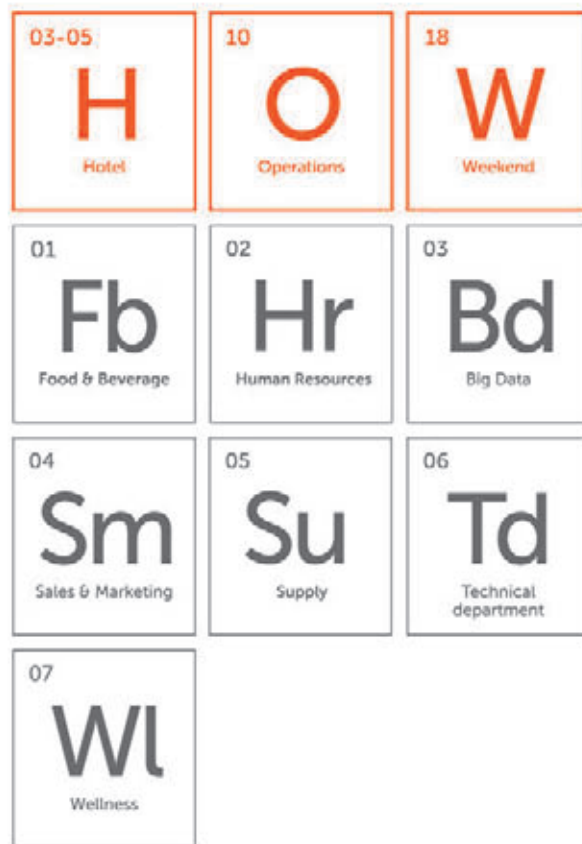 03-05 10 18
H O W
Hotel Operations Weekend
01 02 03
Fb Hr Bd
Food & Beverage Human Resources Big Data
04 05 06
Sm Su Td
Sales & Marketing Supply Technical
department
07
Wl
Wellness